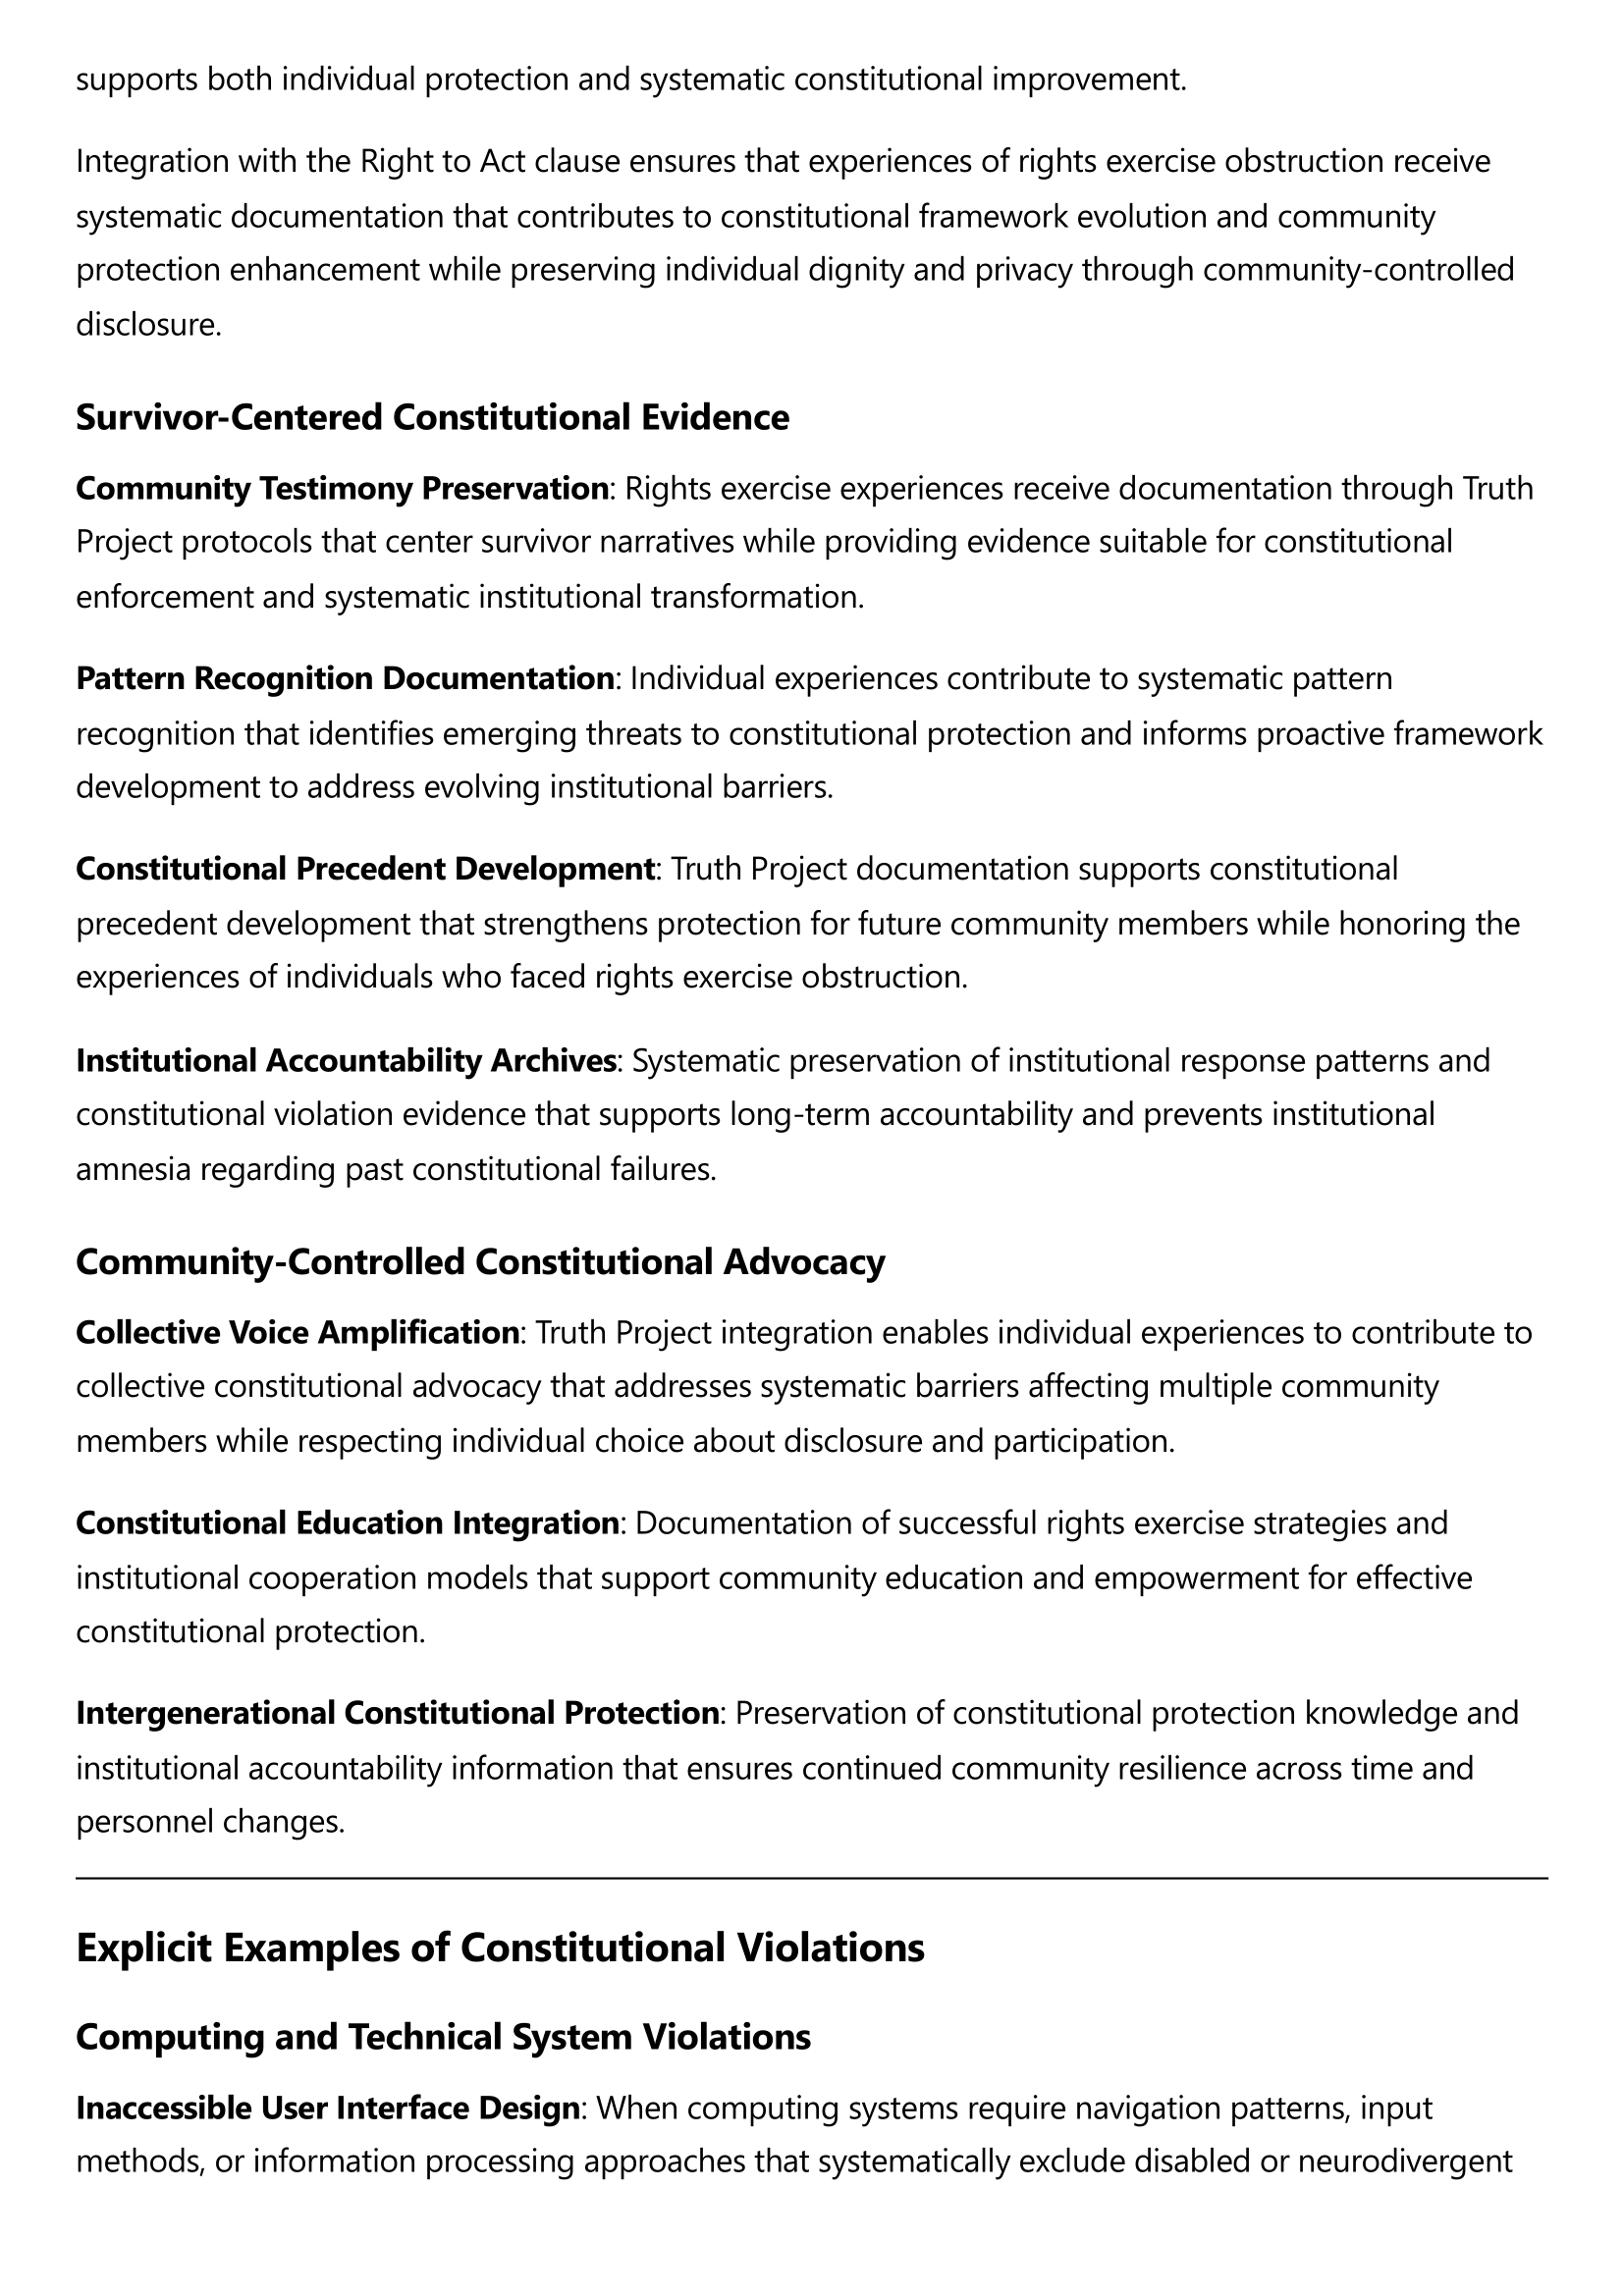 supports both individual protection and systematic constitutional improvement.
Integration with the Right to Act clause ensures that experiences of rights exercise obstruction receive
systematic documentation that contributes to constitutional framework evolution and community
protection enhancement while preserving individual dignity and privacy through community-controlled
disclosure.
Survivor-Centered Constitutional Evidence
Community Testimony Preservation: Rights exercise experiences receive documentation through Truth
Project protocols that center survivor narratives while providing evidence suitable for constitutional
enforcement and systematic institutional transformation.
Pattern Recognition Documentation: Individual experiences contribute to systematic pattern
recognition that identifies emerging threats to constitutional protection and informs proactive framework
development to address evolving institutional barriers.
Constitutional Precedent Development: Truth Project documentation supports constitutional
precedent development that strengthens protection for future community members while honoring the
experiences of individuals who faced rights exercise obstruction.
Institutional Accountability Archives: Systematic preservation of institutional response patterns and
constitutional violation evidence that supports long-term accountability and prevents institutional
amnesia regarding past constitutional failures.
Community-Controlled Constitutional Advocacy
Collective Voice Amplification: Truth Project integration enables individual experiences to contribute to
collective constitutional advocacy that addresses systematic barriers affecting multiple community
members while respecting individual choice about disclosure and participation.
Constitutional Education Integration: Documentation of successful rights exercise strategies and
institutional cooperation models that support community education and empowerment for effective
constitutional protection.
Intergenerational Constitutional Protection: Preservation of constitutional protection knowledge and
institutional accountability information that ensures continued community resilience across time and
personnel changes.
Explicit Examples of Constitutional Violations
Computing and Technical System Violations
Inaccessible User Interface Design: When computing systems require navigation patterns, input
methods, or information processing approaches that systematically exclude disabled or neurodivergent